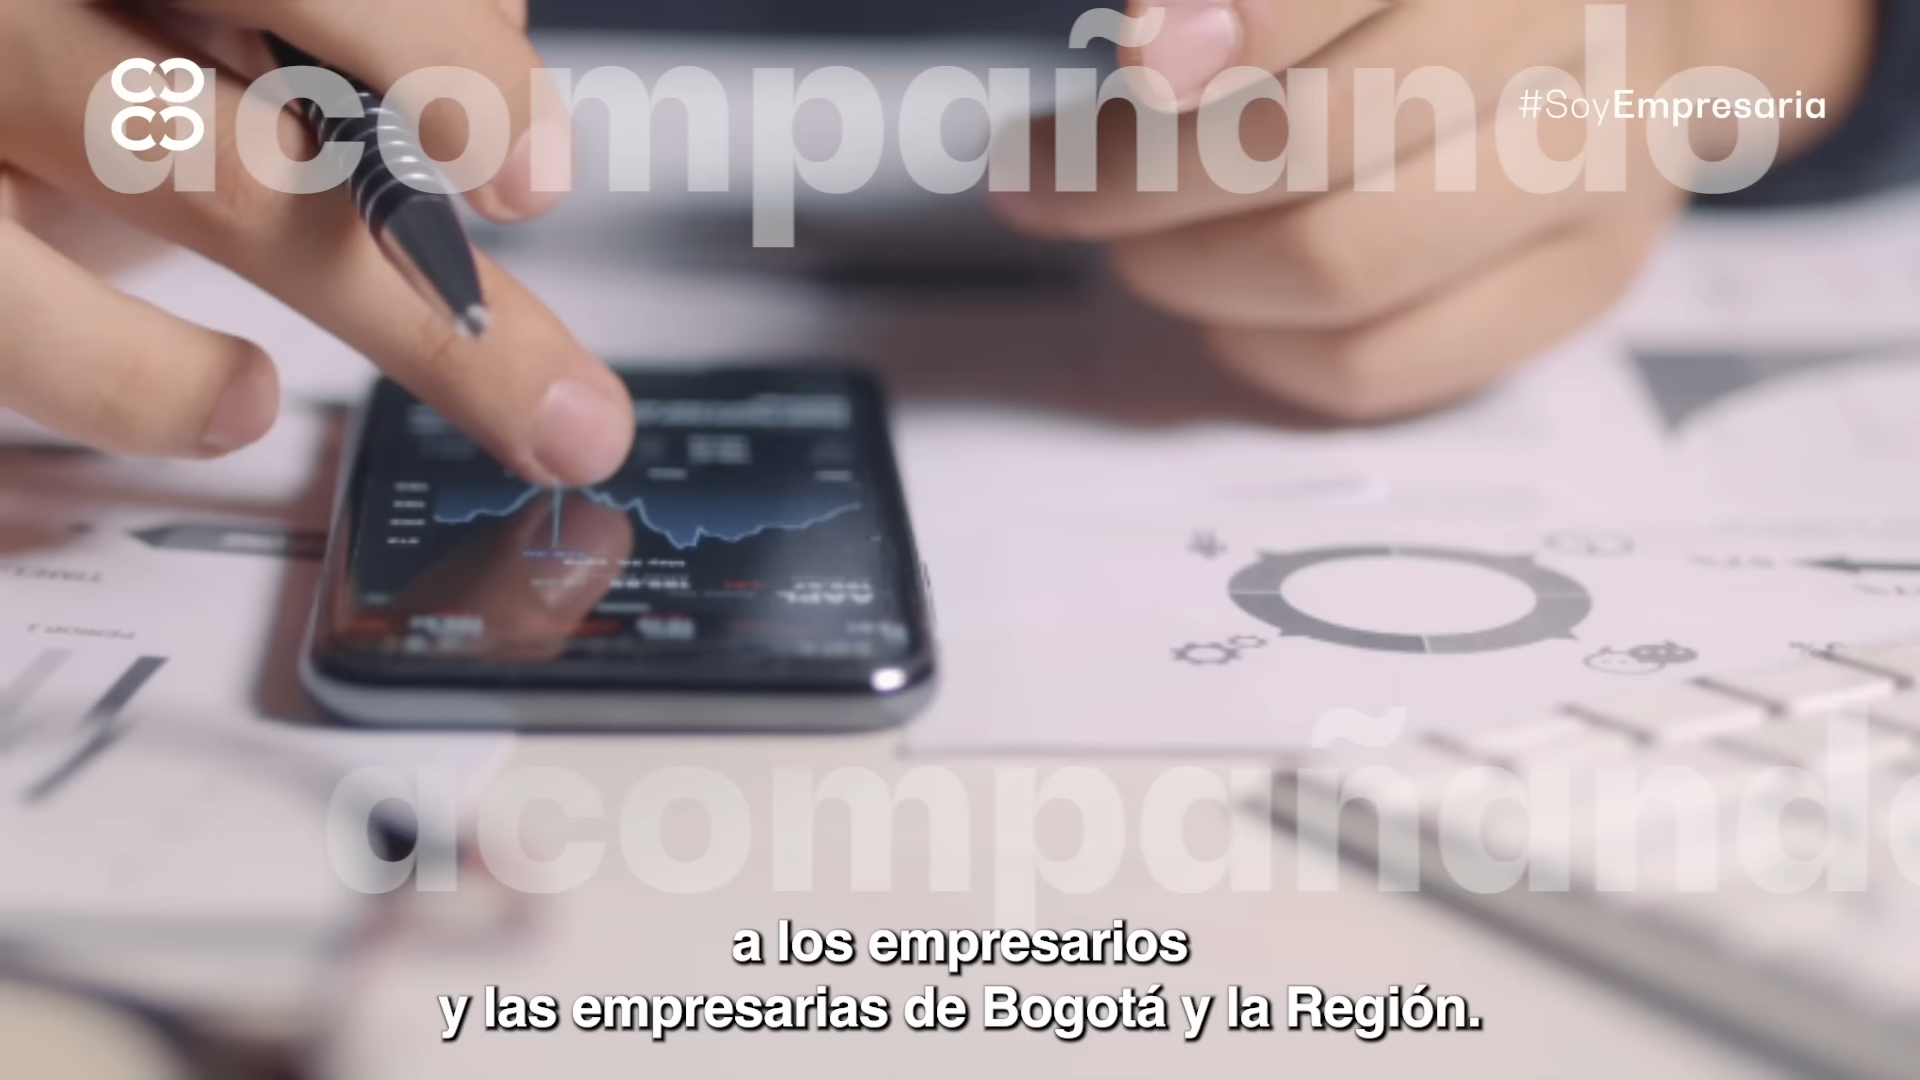 acompañando
#SoyEmpresaria
acompañando
a los empresarios
y las empresarias de Bogotá y la Región.